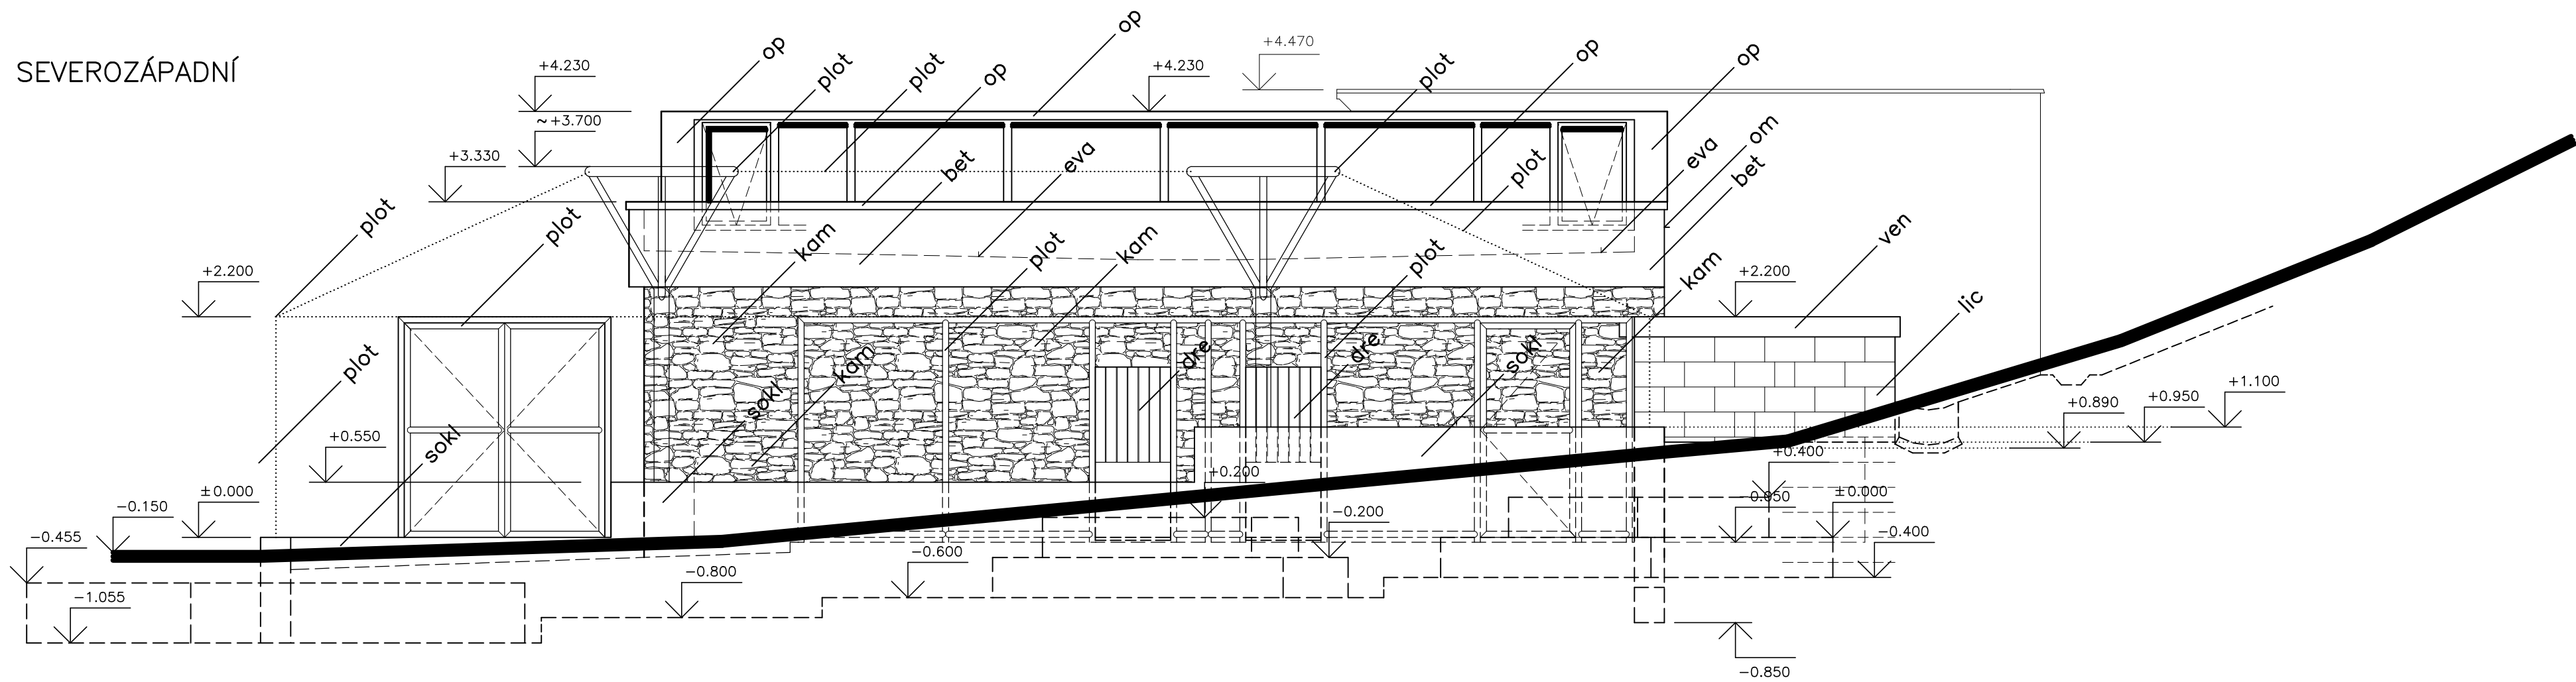 SEVEROZÁPADNÍ
+4.230
~+3.700
+3.330
+2.200
op
plot
plot
op
op
+4.230
+4.470
plot
op
op
plot
plot
kam
bet
eva
plot
eva
om
bet
plot
kam
plot
kam
ven
+2.200
lic
plot
+0.550
sokl
±0.000
-0.150
-0.455
-1.055
sokl
kam
dre
dre
sokl
+0.200
-0.200
-0.600
-0.800
+0.400
-0.850
±0.000
-0.400
-0.850
+0.890
+0.950
+1.100